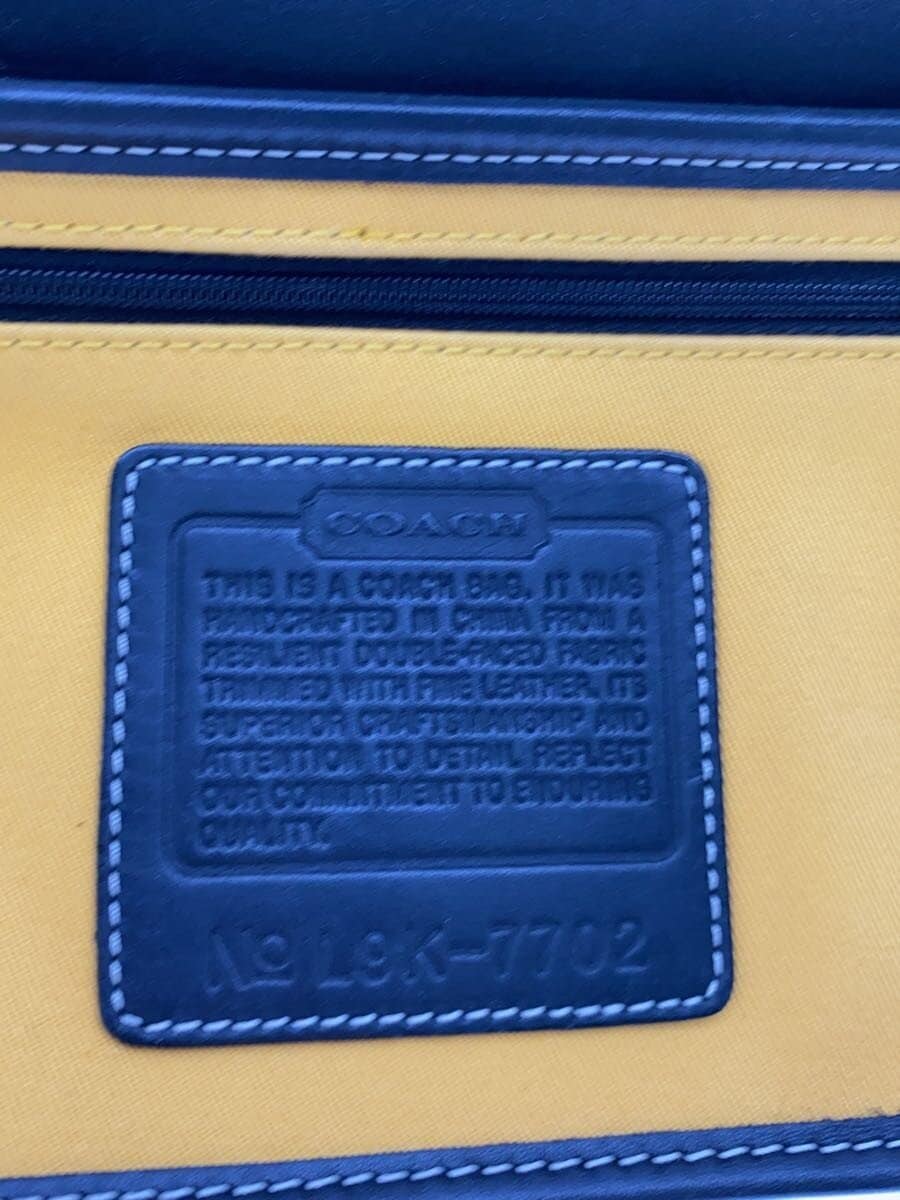 COACH
THIS IS A COACH BAG. IT WAS
HANDCRAFTED IN CHINA FROM A
RESILIENT DOUBLE-FACED FABRIC
TRIMMED WITH FINE LEATHER. ITS
SUPERIOR CRAFTSMANSHIP AND
ATTENTION TO DETAIL REFLECT
OUR COMMITMENT TO ENDURING
QUALITY.
No L9K-7702